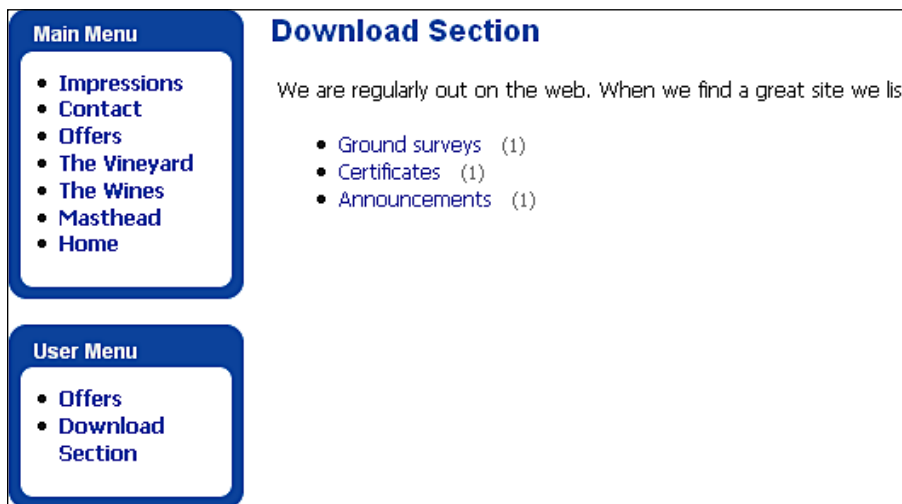 Main Menu
Impressions
Contact
Offers
The Vineyard
The Wines
Masthead
Home
User Menu
Offers
Download
Section
Download Section
We are regularly out on the web. When we find a great site we lis
Ground surveys (1)
Certificates (1)
Announcements (1)